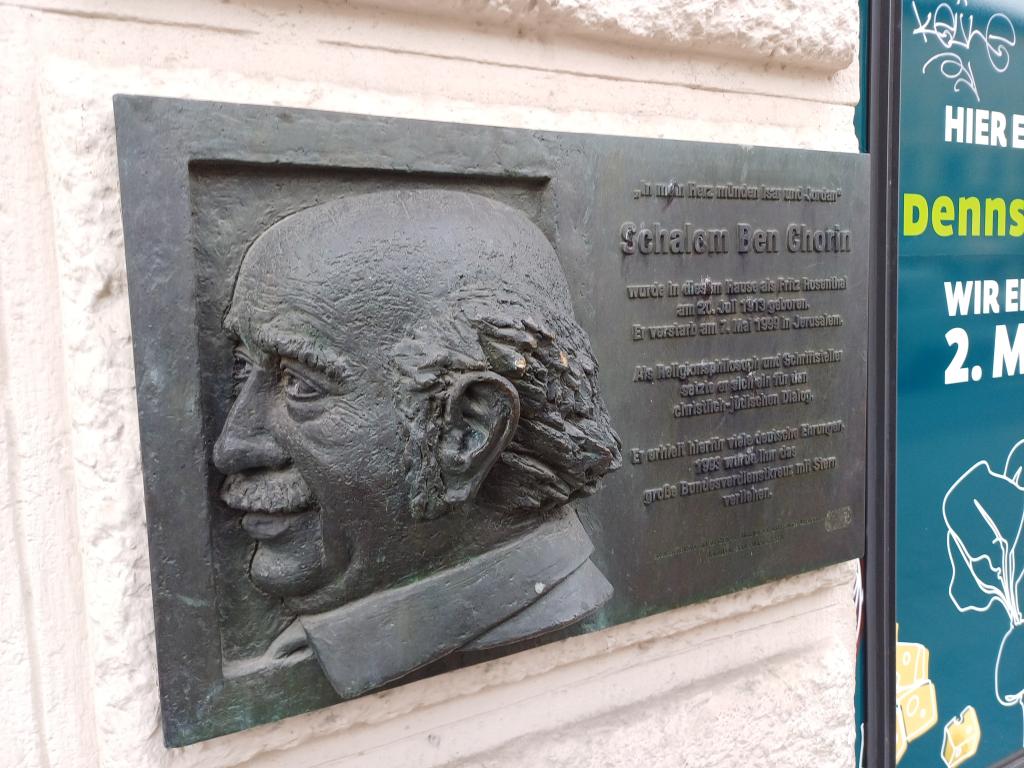 „In mein Herz münden Isar und Jordan"
Schalom Ben Chorin
wurde in diesem Hause als Fritz Rosenthal
am 20. Juli 1913 geboren.
Er verstarb am 7. Mai 1999 in Jerusalem.
Als Religionsphilosoph und Schriftsteller
setzte er sich ein für den
christlich-jüdischen Dialog.
Er erhielt hierfür viele deutsche Ehrungen,
1993 wurde ihm das
große Bundesverdienstkreuz mit Stern
verliehen.
HIER E
Denns
WIR E
2. M